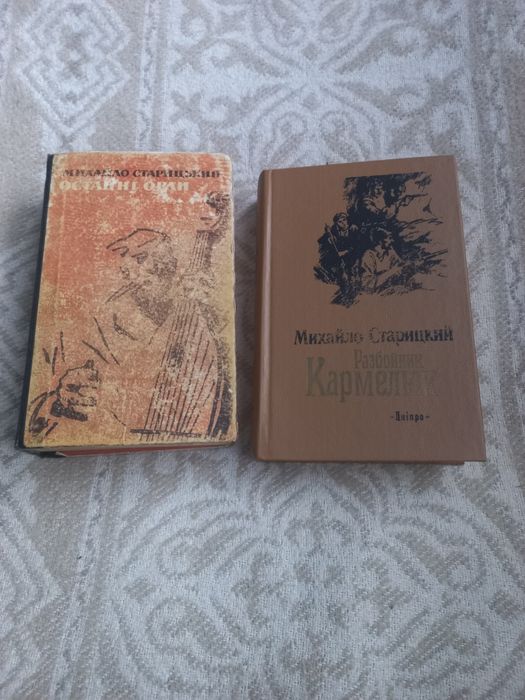 МИХАЙЛО СТАРИЦЬКИЙ
ОСТАННІ ОРЛИ
Михайло Старицкий
Разбойник
Кармелюк
-Дніпро-